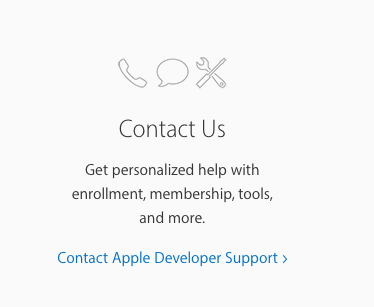 Contact Us
Get personalized help with
enrollment, membership, tools,
and more.
Contact Apple Developer Support ›